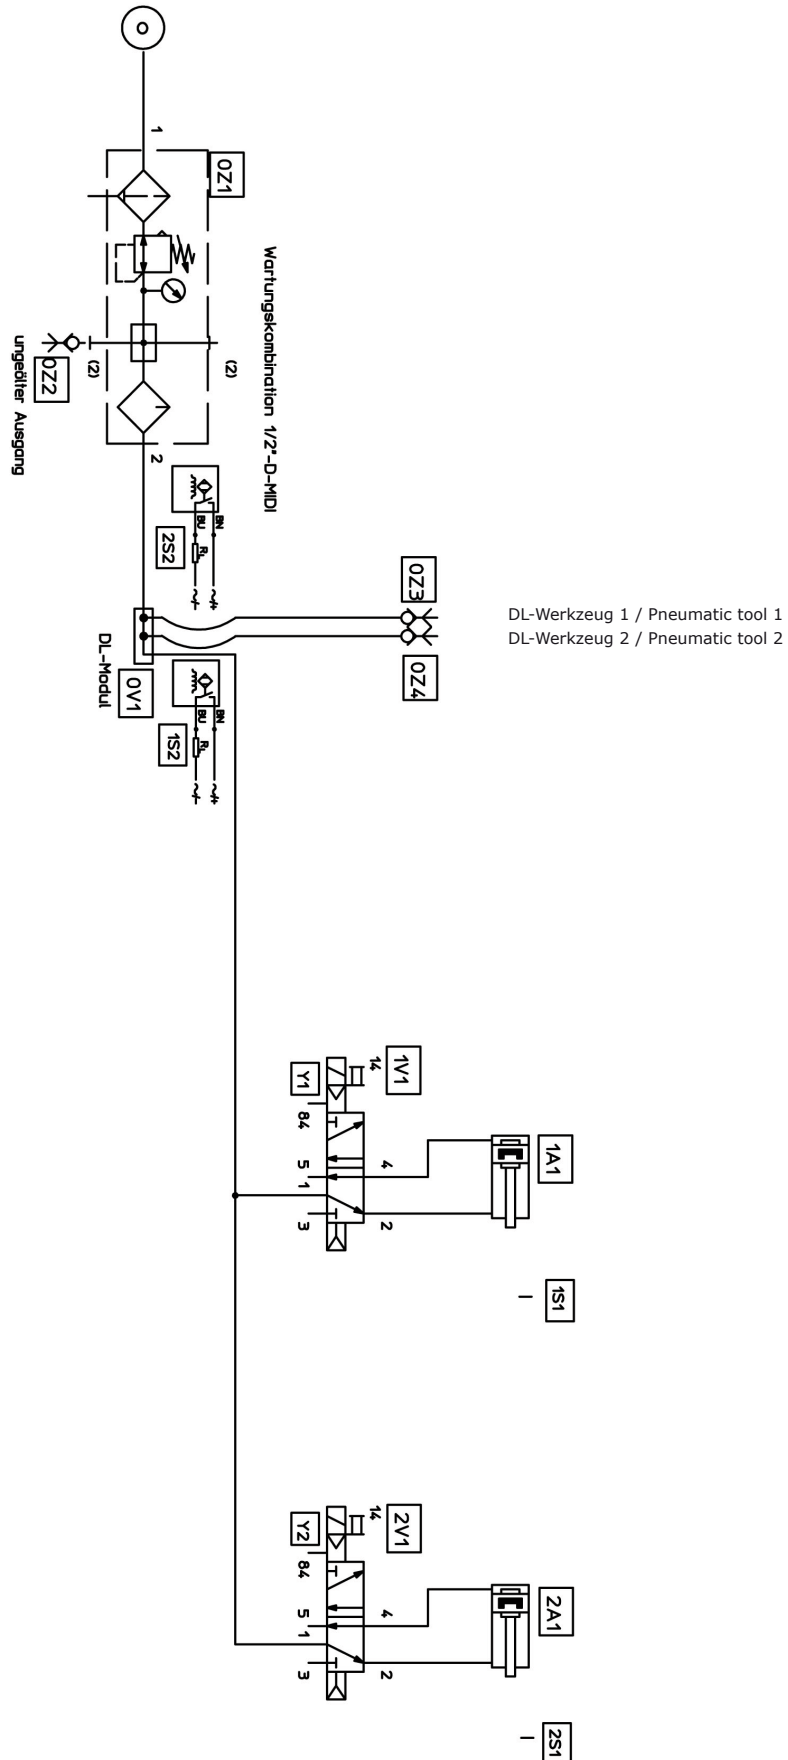 1
0Z1
Wartungskombination 1/2"-D-MIDI
(2)
(2)
0Z2
ungeölter Ausgang
2
BN
BU
RL
2S2
~/+
~/-
0Z3
0Z4
DL-Werkzeug 1 / Pneumatic tool 1
DL-Werkzeug 2 / Pneumatic tool 2
0V1
DL-Modul
BN
BU
RL
1S2
~/+
~/-
1V1
14
Y1
84
5
1
3
4
2
1A1
1S1
2V1
14
Y2
84
5
1
3
4
2
2A1
2S1